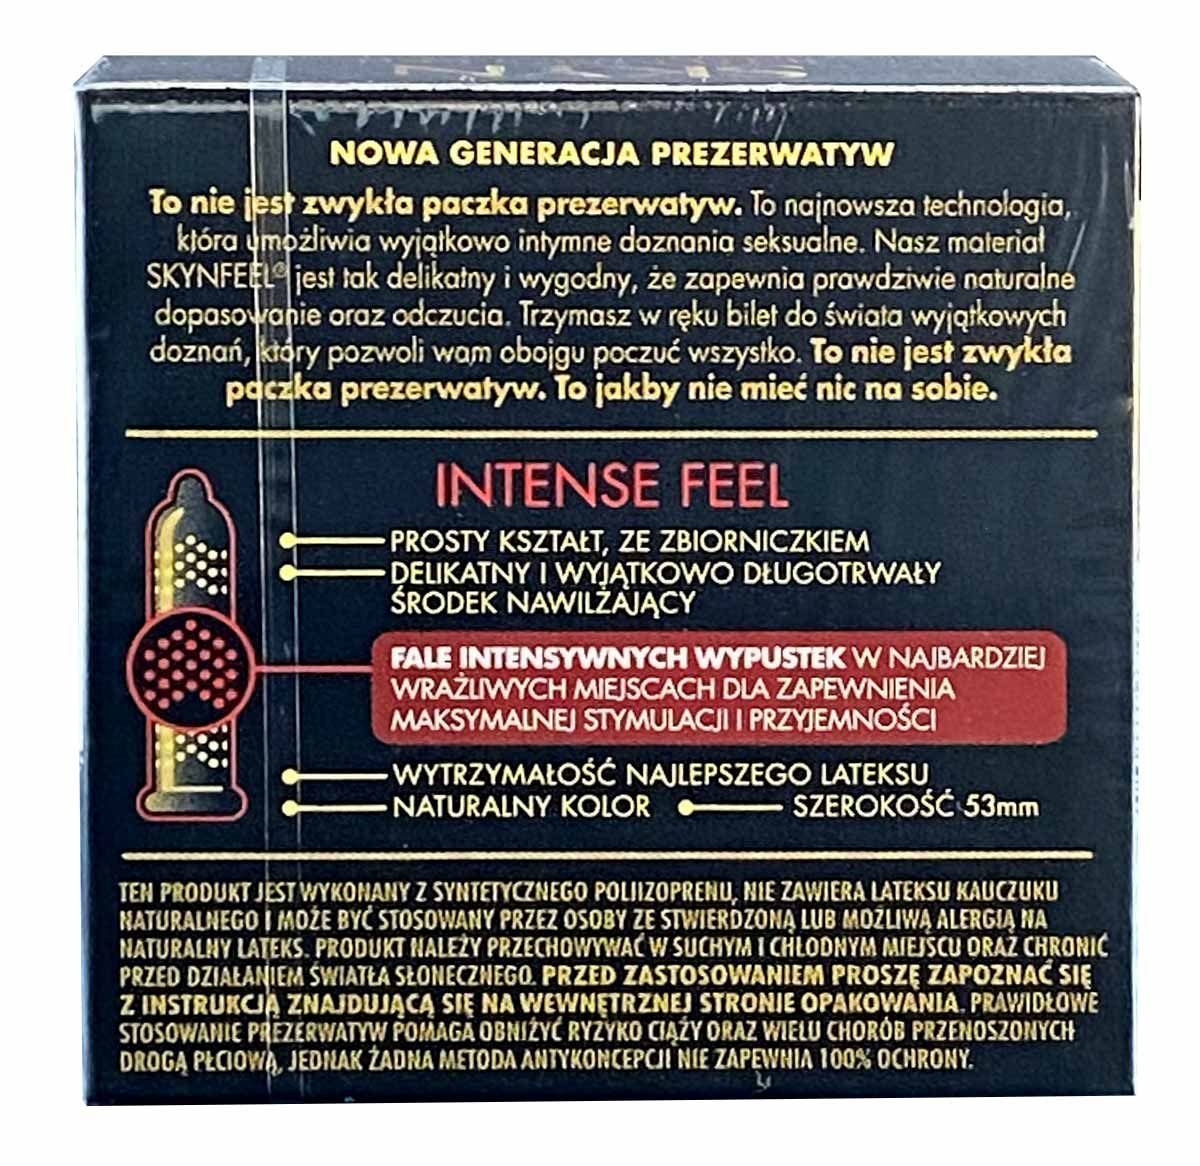 NOWA GENERACJA PREZERWATYW
To nie jest zwykła paczka prezerwatyw. To najnowsza technologia,
która umożliwia wyjątkowo intymne doznania seksualne. Nasz materiał
SKYNFEEL® jest tak delikatny i wygodny, że zapewnia prawdziwie naturalne
dopasowanie oraz odczucia. Trzymasz w ręku bilet do świata wyjątkowych
doznań, który pozwoli wam obojgu poczuć wszystko. To nie jest zwykła
paczka prezerwatyw. To jakby nie mieć nic na sobie.
INTENSE FEEL
PROSTY KSZTAŁT, ZE ZBIORNICZKIEM
DELIKATNY I WYJĄTKOWO DŁUGOTRWAŁY
ŚRODEK NAWILŻAJĄCY
FALE INTENSYWNYCH WYPUSTEK W NAJBARDZIEJ
WRAŻLIWYCH MIEJSCACH DLA ZAPEWNIENIA
MAKSYMALNEJ STYMULACJI I PRZYJEMNOŚCI
WYTRZYMAŁOŚĆ NAJLEPSZEGO LATEKSU
NATURALNY KOLOR SZEROKOŚĆ 53mm
TEN PRODUKT JEST WYKONANY Z SYNTETYCZNEGO POLIIZOPRENU, NIE ZAWIERA LATEKSU KAUCZUKU
NATURALNEGO I MOŻE BYĆ STOSOWANY PRZEZ OSOBY ZE STWIERDZONĄ LUB MOŻLIWĄ ALERGIĄ NA
NATURALNY LATEKS. PRODUKT NALEŻY PRZECHOWYWAĆ W SUCHYM I CHŁODNYM MIEJSCU ORAZ CHRONIĆ
PRZED DZIAŁANIEM ŚWIATŁA SŁONECZNEGO. PRZED ZASTOSOWANIEM PROSZĘ ZAPOZNAĆ SIĘ
Z INSTRUKCJĄ ZNAJDUJĄCĄ SIĘ NA WEWNĘTRZNEJ STRONIE OPAKOWANIA. PRAWIDŁOWE
STOSOWANIE PREZERWATYW POMAGA OBNIŻYĆ RYZYKO CIĄŻY ORAZ WIELU CHORÓB PRZENOSZONYCH
DROGĄ PŁCIOWĄ, JEDNAK ŻADNA METODA ANTYKONCEPCJI NIE ZAPEWNIA 100% OCHRONY.